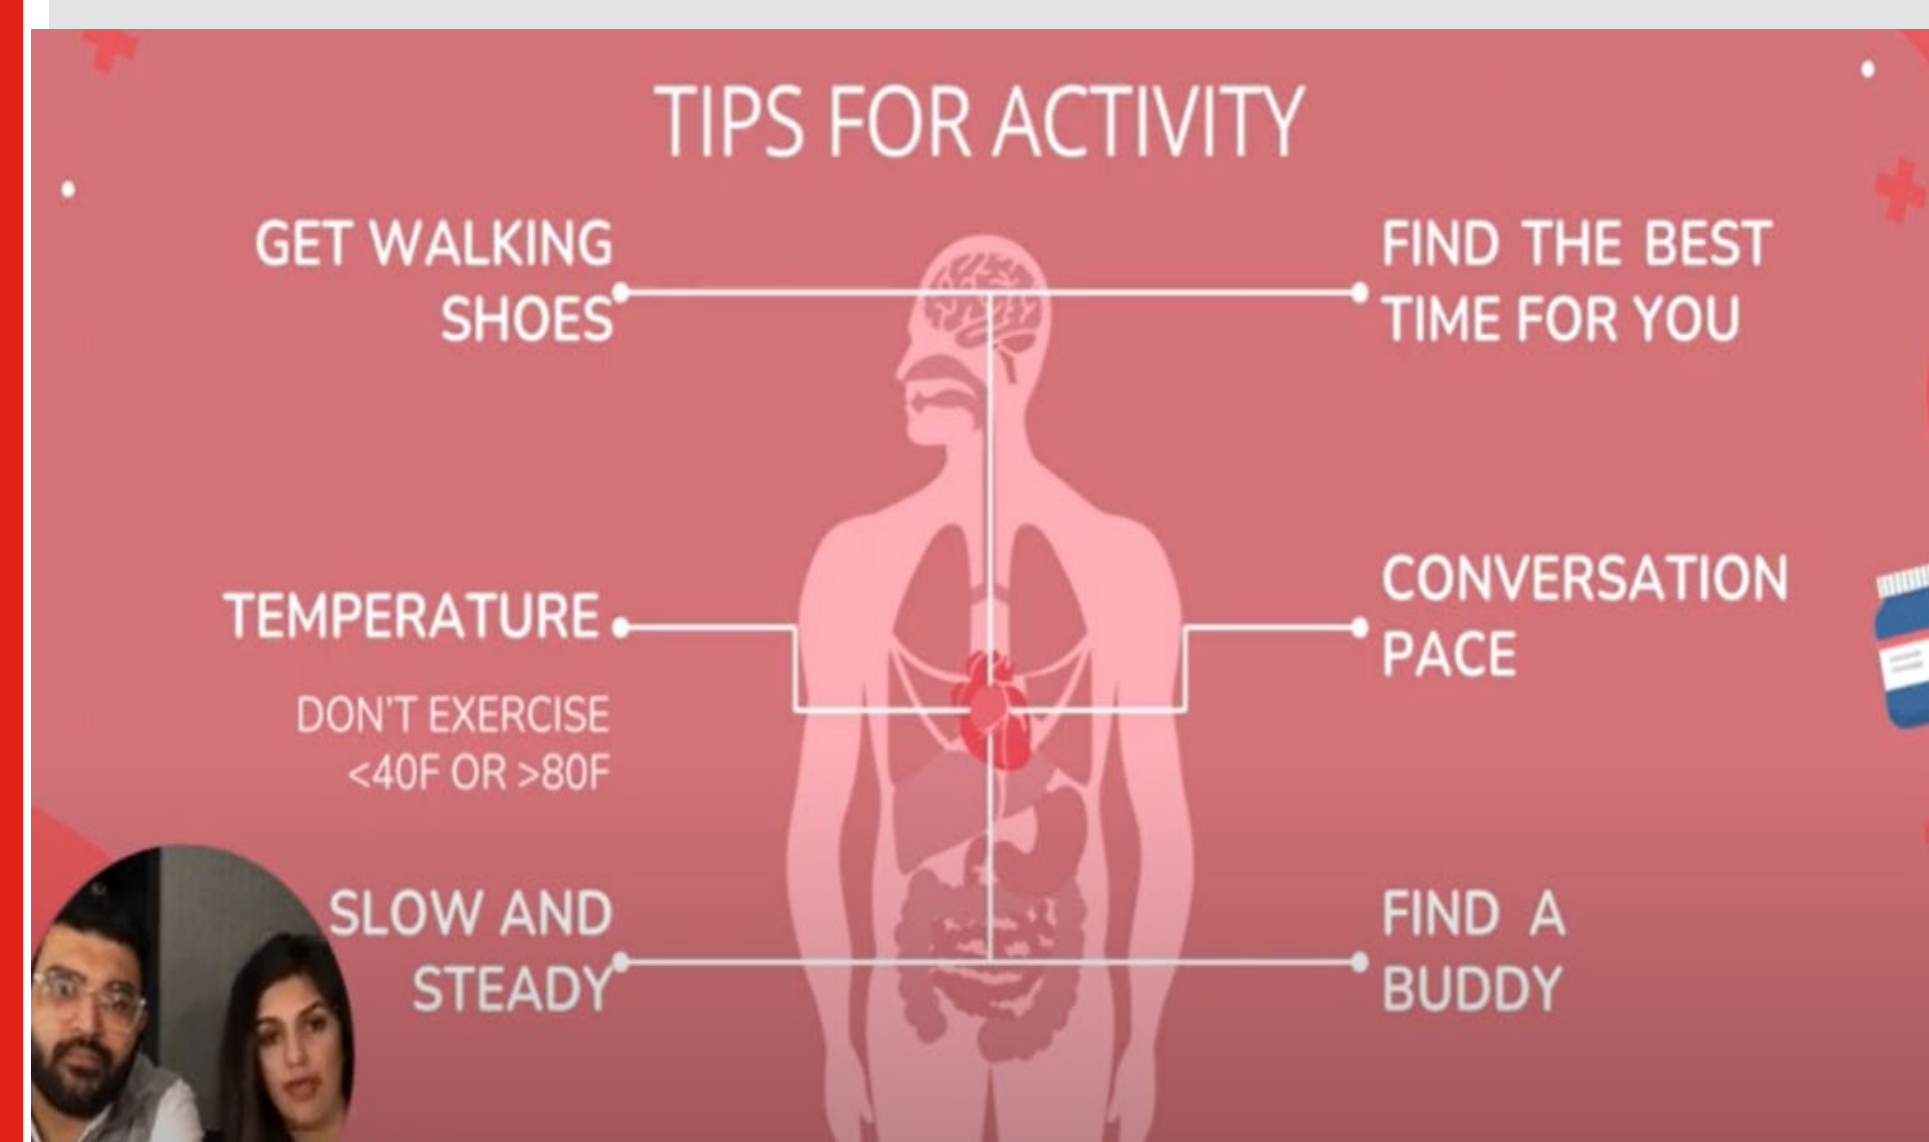 TIPS FOR ACTIVITY
GET WALKING
SHOES
FIND THE BEST
TIME FOR YOU
TEMPERATURE
DON'T EXERCISE
<40F OR >80F
CONVERSATION
PACE
SLOW AND
STEADY
FIND A
BUDDY